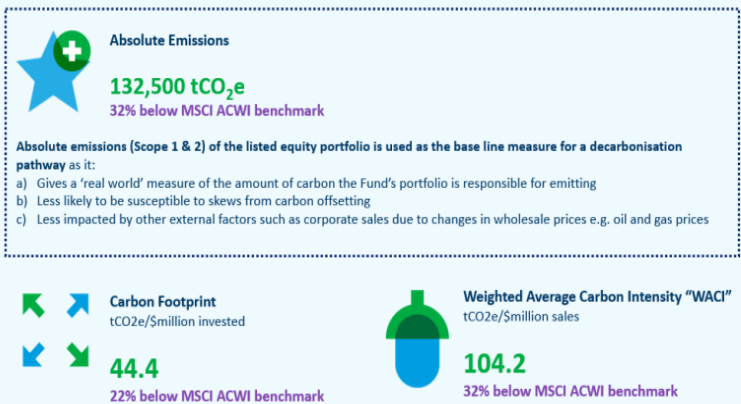 Absolute Emissions
132,500 tCO₂e
32% below MSCI ACWI benchmark
Absolute emissions (Scope 1 & 2) of the listed equity portfolio is used as the base line measure for a decarbonisation
pathway as it:
a) Gives a ‘real world’ measure of the amount of carbon the Fund’s portfolio is responsible for emitting
b) Less likely to be susceptible to skews from carbon offsetting
c) Less impacted by other external factors such as corporate sales due to changes in wholesale prices e.g. oil and gas prices
Carbon Footprint
tCO2e/$million invested
44.4
22% below MSCI ACWI benchmark
Weighted Average Carbon Intensity “WACI”
tCO2e/$million sales
104.2
32% below MSCI ACWI benchmark